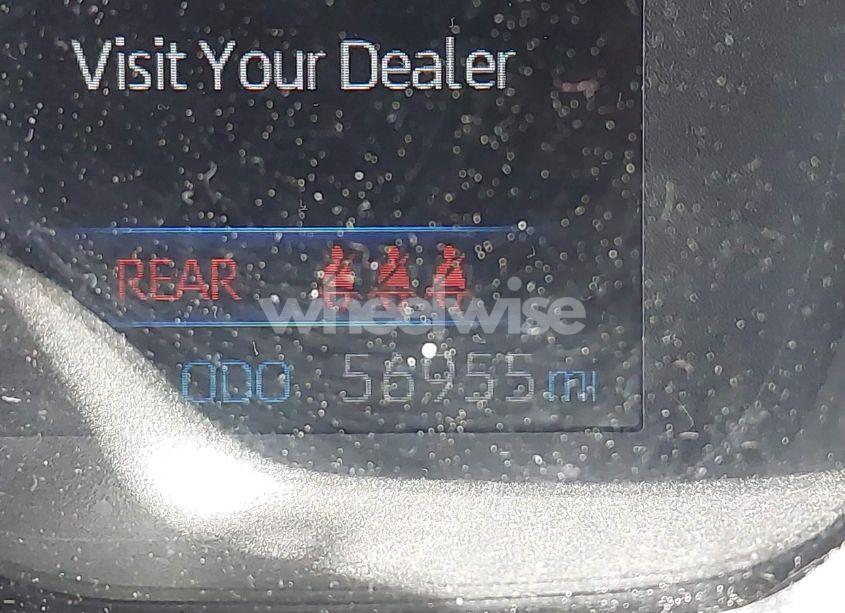 Visit Your Dealer
REAR
wheelwise
ODO 56955 mi